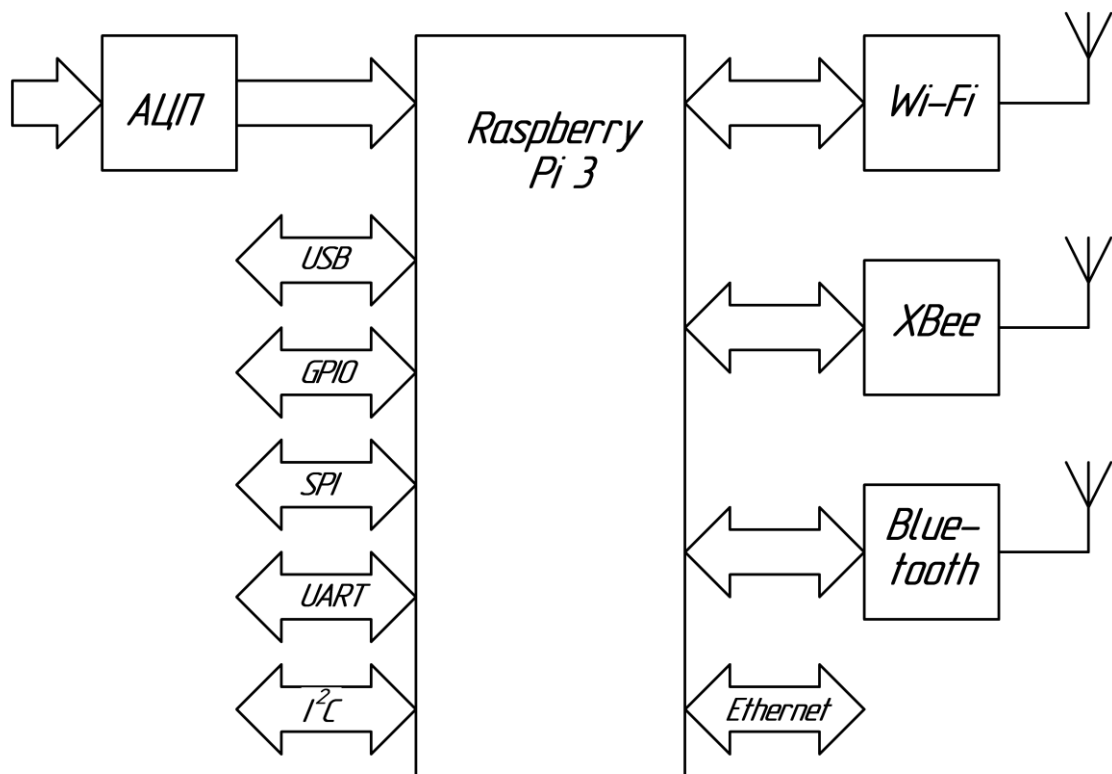 АЦП
Raspberry
Pi 3
Wi-Fi
USB
XBee
GPIO
SPI
Blue-
tooth
UART
I²C
Ethernet